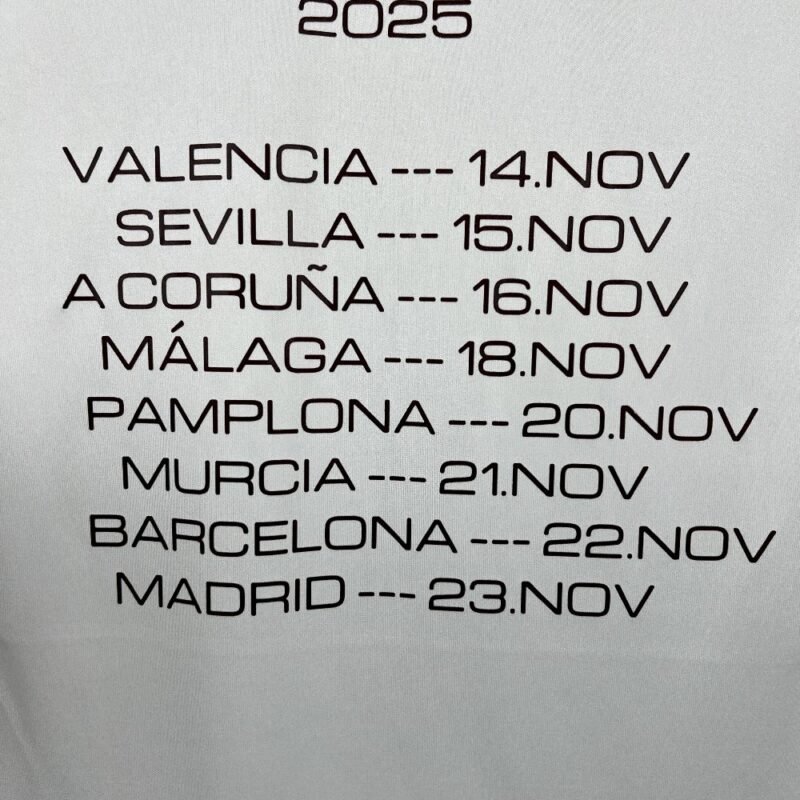 2025
VALENCIA --- 14.NOV
SEVILLA --- 15.NOV
A CORUÑA --- 16.NOV
MÁLAGA --- 18.NOV
PAMPLONA --- 20.NOV
MURCIA --- 21.NOV
BARCELONA --- 22.NOV
MADRID --- 23.NOV